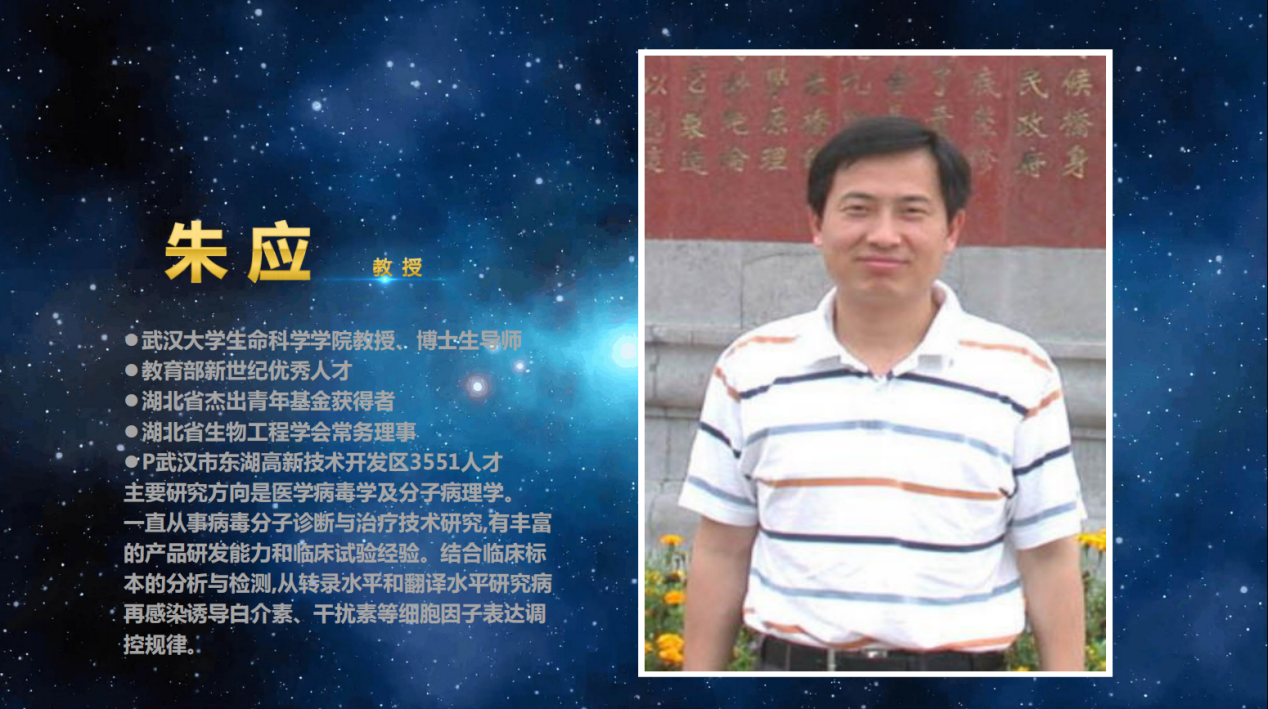 朱应 教授
●武汉大学生命科学学院教授、博士生导师
●教育部新世纪优秀人才
●湖北省杰出青年基金获得者
●湖北省生物工程学会常务理事
●P武汉市东湖高新技术开发区3551人才
主要研究方向是医学病毒学及分子病理学。
一直从事病毒分子诊断与治疗技术研究,有丰富
的产品研发能力和临床试验经验。结合临床标
本的分析与检测,从转录水平和翻译水平研究病
再感染诱导白介素、干扰素等细胞因子表达调
控规律。
侯橋身
民政府